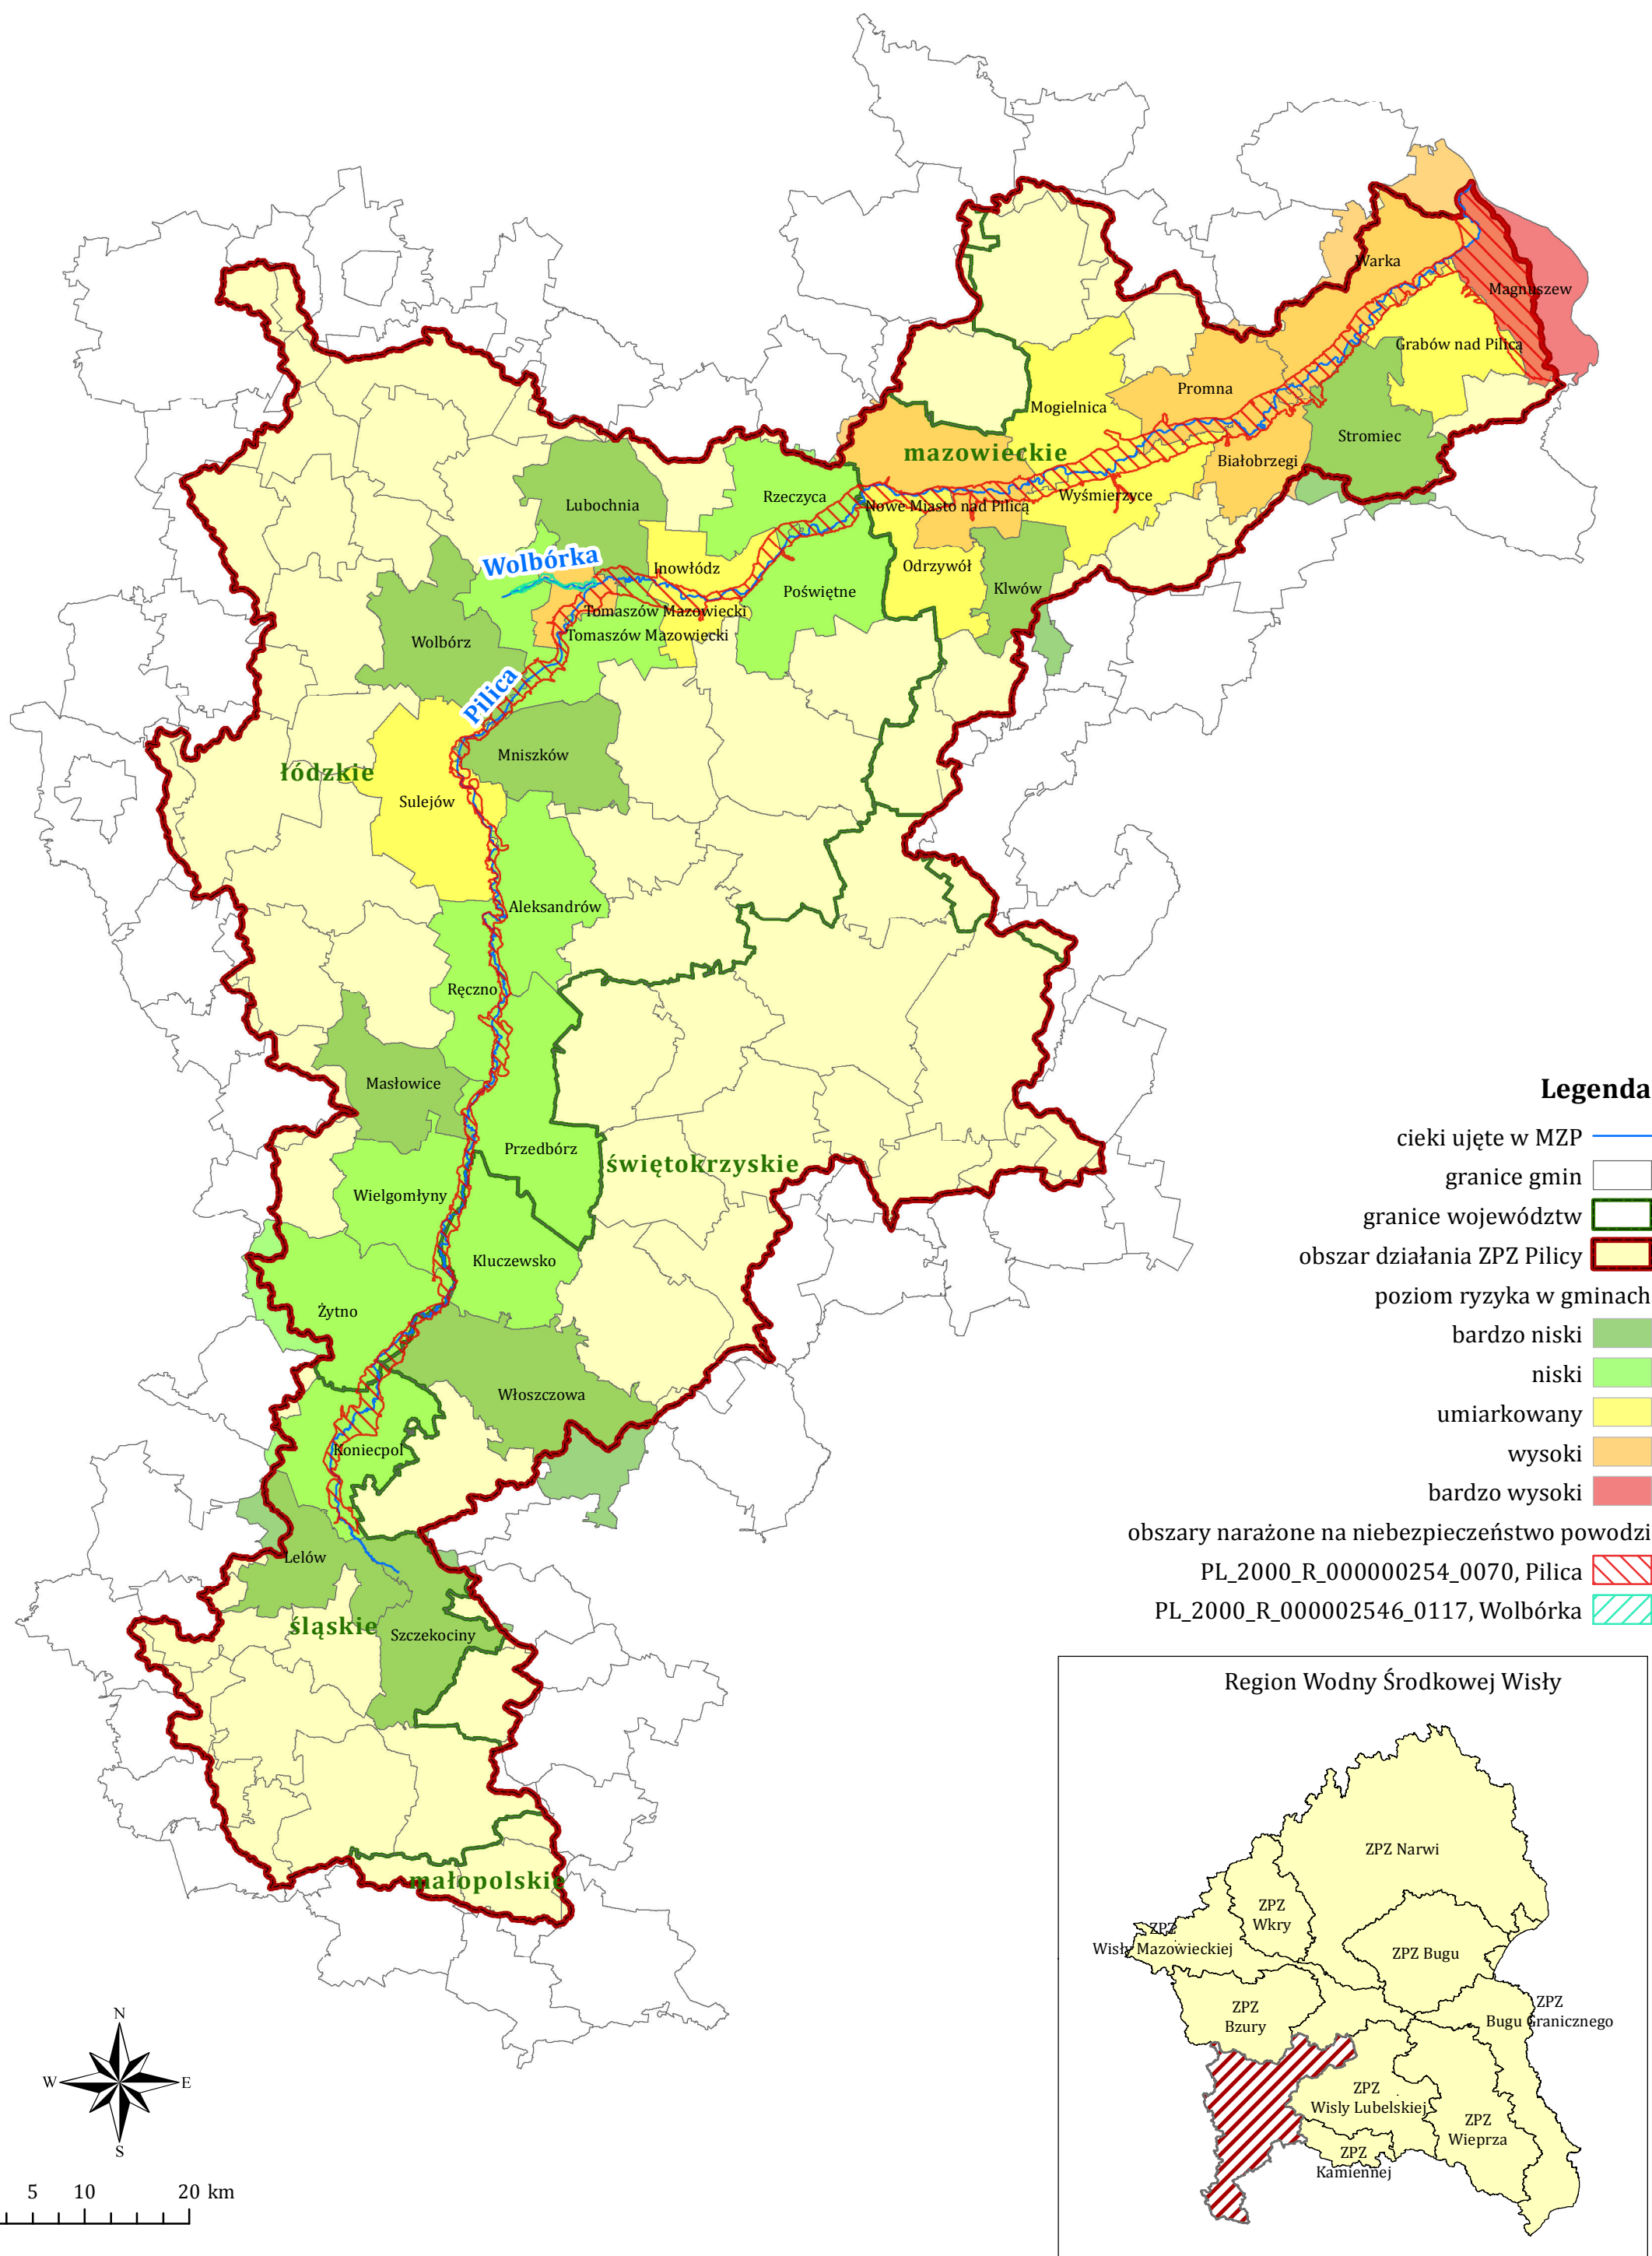 Warka
Magnuszew
Grabów nad Pilicą
Promna
Mogielnica
Stromiec
mazowieckie
Białobrzegi
Rzeczyca
Wyśmierzyce
Lubochnia
Nowe Miasto nad Pilicą
Wolbórka
Inowłódz
Odrzywół
Klwów
Poświętne
Tomaszów Mazowiecki
Tomaszów Mazowiecki
Wolbórz
Pilica
Mniszków
łódzkie
Sulejów
Aleksandrów
Ręczno
Masłowice
Przedbórz
świętokrzyskie
Wielgomłyny
Kluczewsko
Żytno
Włoszczowa
Koniecpol
Lelów
śląskie
Szczekociny
małopolskie
Legenda
cieki ujęte w MZP
granice gmin
granice województw
obszar działania ZPZ Pilicy
poziom ryzyka w gminach
bardzo niski
niski
umiarkowany
wysoki
bardzo wysoki
obszary narażone na niebezpieczeństwo powodzi
PL_2000_R_000000254_0070, Pilica
PL_2000_R_000002546_0117, Wolbórka
Region Wodny Środkowej Wisły
ZPZ Narwi
ZPZ
Wkry
ZPZ
Wisły Mazowieckiej
ZPZ Bugu
ZPZ
Bzury
ZPZ
Bugu Granicznego
ZPZ
Wisly Lubelskiej
ZPZ
Wieprza
ZPZ
Kamiennej
N
W
E
S
5 10 20 km